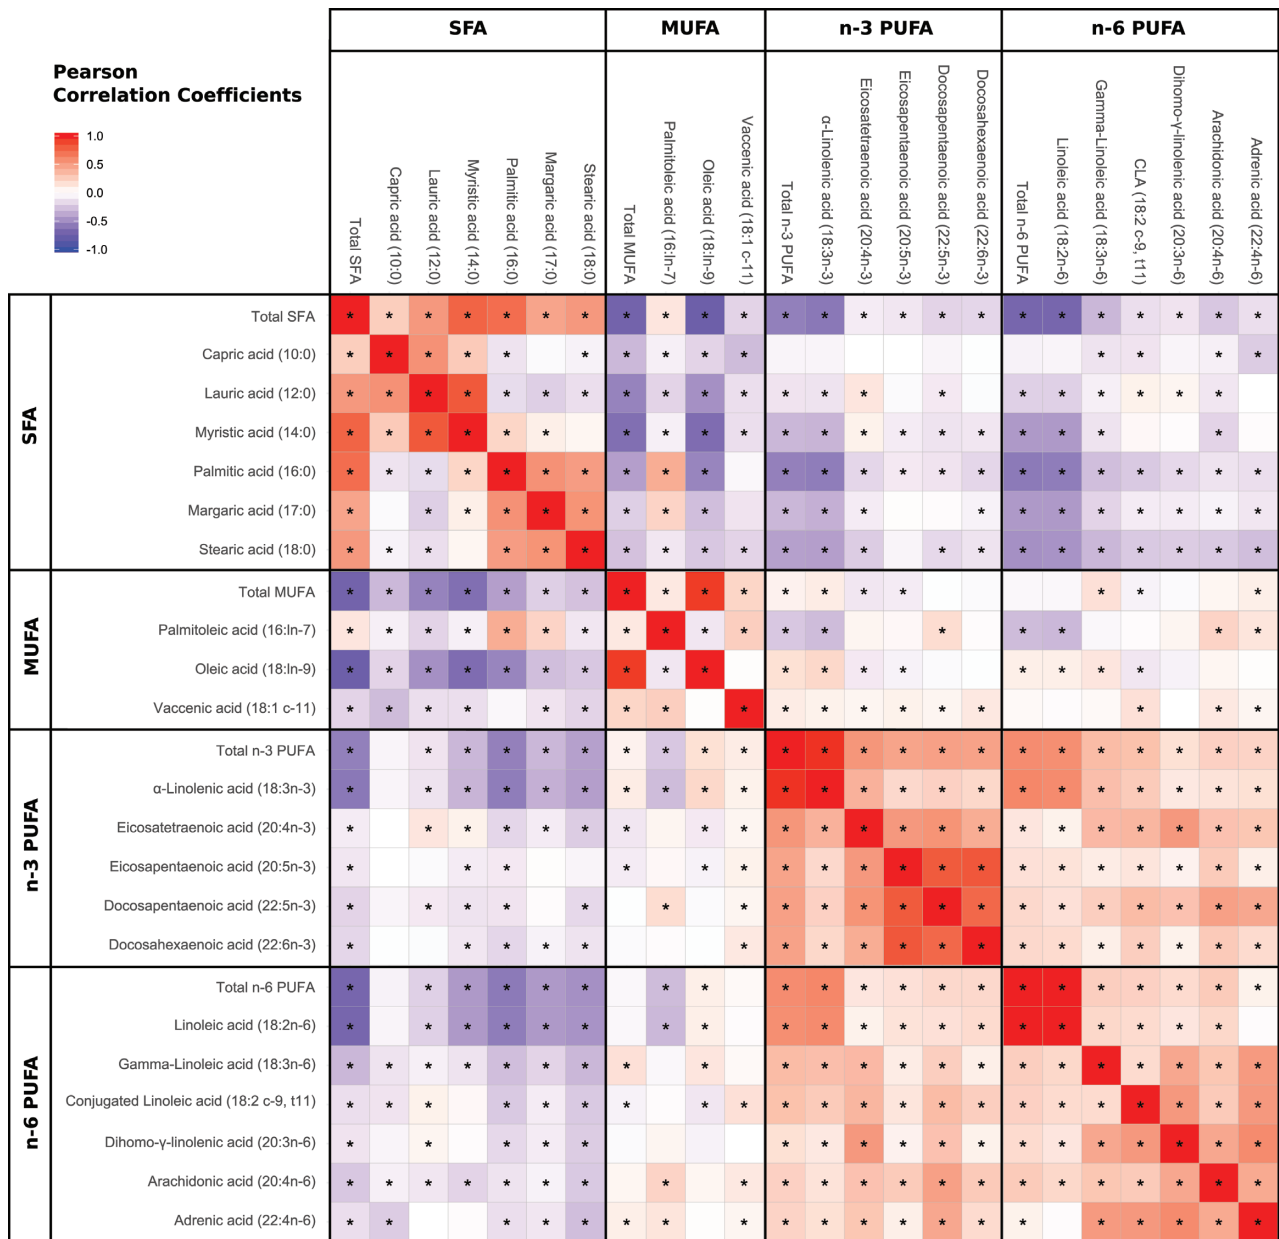 SFA
MUFA
n-3 PUFA
n-6 PUFA
Pearson
Correlation Coefficients
1.0
0.5
0.0
-0.5
-1.0
Total SFA
Capric acid (10:0)
Lauric acid (12:0)
Myristic acid (14:0)
Palmitic acid (16:0)
Margaric acid (17:0)
Stearic acid (18:0)
Total MUFA
Palmitoleic acid (16:ln-7)
Oleic acid (18:ln-9)
Vaccenic acid (18:1 c-11)
Total n-3 PUFA
α-Linolenic acid (18:3n-3)
Eicosatetraenoic acid (20:4n-3)
Eicosapentaenoic acid (20:5n-3)
Docosapentaenoic acid (22:5n-3)
Docosahexaenoic acid (22:6n-3)
Total n-6 PUFA
Linoleic acid (18:2n-6)
Gamma-Linoleic acid (18:3n-6)
CLA (18:2 c-9, t11)
Dihomo-γ-linolenic acid (20:3n-6)
Arachidonic acid (20:4n-6)
Adrenic acid (22:4n-6)
SFA
Total SFA
Capric acid (10:0)
Lauric acid (12:0)
Myristic acid (14:0)
Palmitic acid (16:0)
Margaric acid (17:0)
Stearic acid (18:0)
MUFA
Total MUFA
Palmitoleic acid (16:ln-7)
Oleic acid (18:ln-9)
Vaccenic acid (18:1 c-11)
n-3 PUFA
Total n-3 PUFA
α-Linolenic acid (18:3n-3)
Eicosatetraenoic acid (20:4n-3)
Eicosapentaenoic acid (20:5n-3)
Docosapentaenoic acid (22:5n-3)
Docosahexaenoic acid (22:6n-3)
n-6 PUFA
Total n-6 PUFA
Linoleic acid (18:2n-6)
Gamma-Linoleic acid (18:3n-6)
Conjugated Linoleic acid (18:2 c-9, t11)
Dihomo-γ-linolenic acid (20:3n-6)
Arachidonic acid (20:4n-6)
Adrenic acid (22:4n-6)